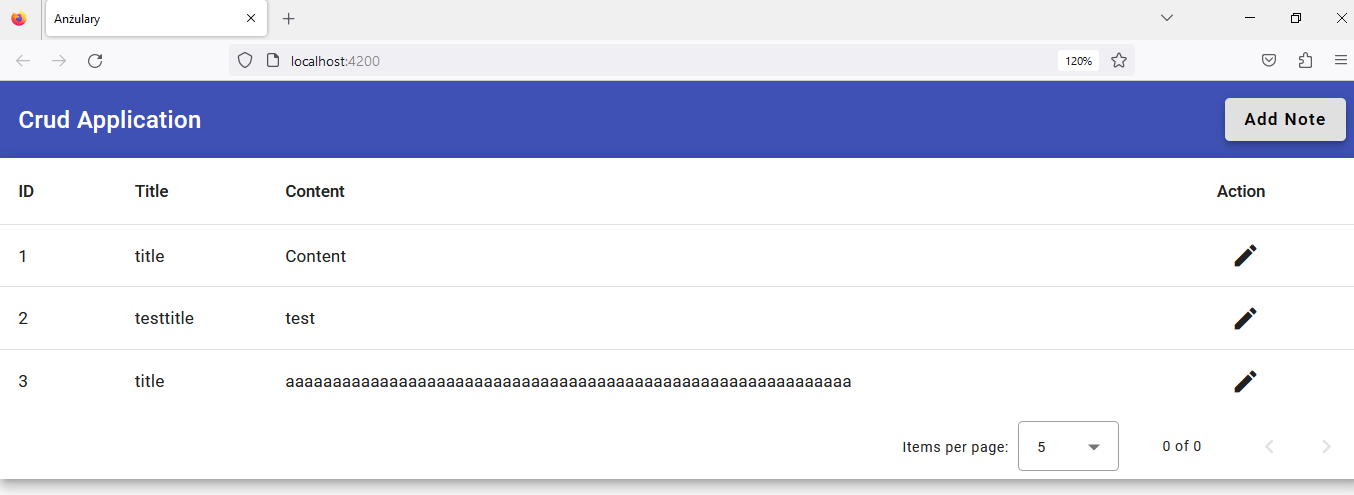 Anżulary
localhost:4200
120%
Crud Application
Add Note
ID Title Content Action
1 title Content
2 testtitle test
3 title aaaaaaaaaaaaaaaaaaaaaaaaaaaaaaaaaaaaaaaaaaaaaaaaaaaaaaaaaaaa
Items per page: 5 0 of 0